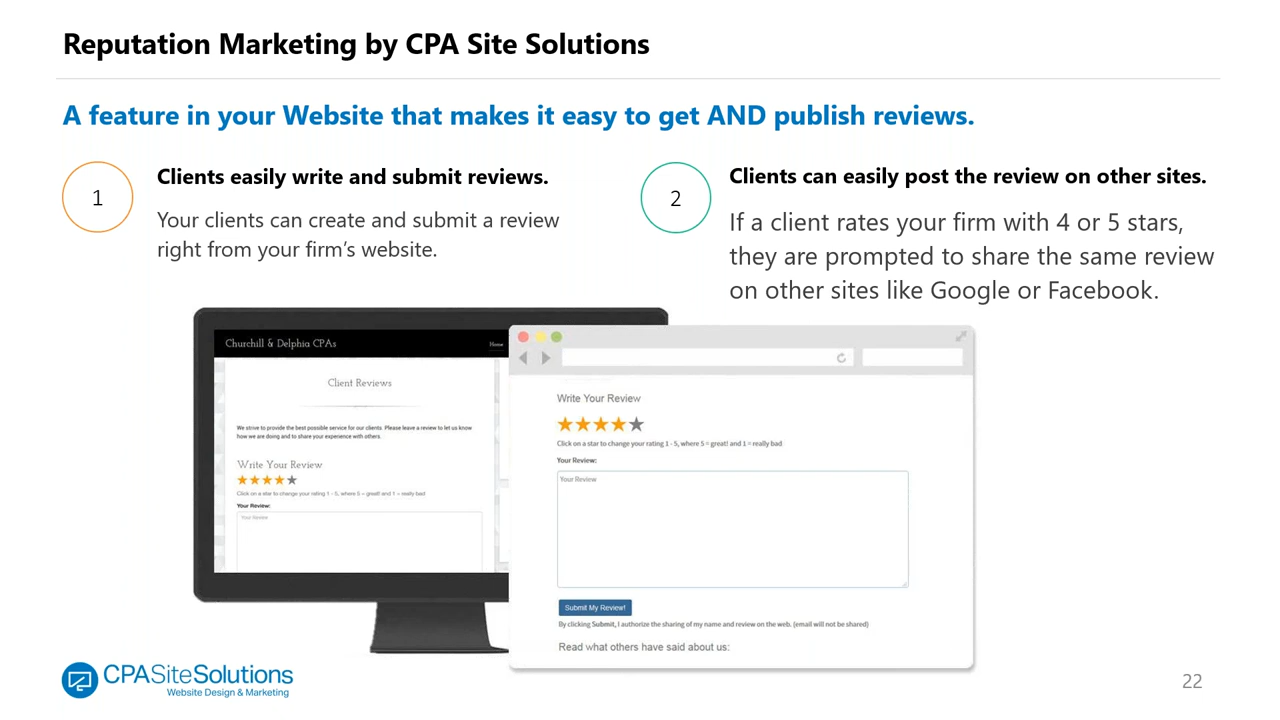 Reputation Marketing by CPA Site Solutions
A feature in your Website that makes it easy to get AND publish reviews.
1
Clients easily write and submit reviews.
Your clients can create and submit a review
right from your firm's website.
2
Clients can easily post the review on other sites.
If a client rates your firm with 4 or 5 stars,
they are prompted to share the same review
on other sites like Google or Facebook.
Churchill & Delphia CPAs
Home
Client Reviews
We strive to provide the best possible service for our clients. Please leave a review to let us know
how we are doing and to share your experience with others.
Write Your Review
Click on a star to change your rating 1 - 5, where 5 = great! and 1 = really bad
Your Review:
Your Review
Write Your Review
Click on a star to change your rating 1 - 5, where 5 = great! and 1 = really bad
Your Review:
Your Review
Submit My Review!
By clicking Submit, I authorize the sharing of my name and review on the web. (email will not be shared)
Read what others have said about us:
CPASiteSolutions
Website Design & Marketing
22